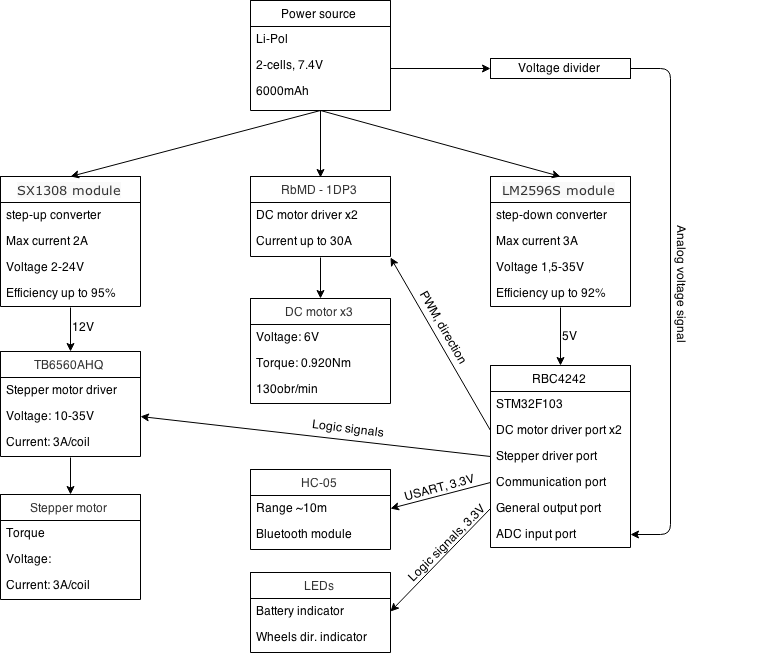 Power source
Li-Pol
2-cells, 7.4V
6000mAh
Voltage divider
SX1308 module
step-up converter
Max current 2A
Voltage 2-24V
Efficiency up to 95%
RbMD - 1DP3
DC motor driver x2
Current up to 30A
LM2596S module
step-down converter
Max current 3A
Voltage 1,5-35V
Efficiency up to 92%
Analog voltage signal
12V
PWM, direction
5V
DC motor x3
Voltage: 6V
Torque: 0.920Nm
130obr/min
TB6560AHQ
Stepper motor driver
Voltage: 10-35V
Current: 3A/coil
RBC4242
STM32F103
DC motor driver port x2
Stepper driver port
Communication port
General output port
ADC input port
Logic signals
USART, 3.3V
Logic signals, 3.3V
HC-05
Range ~10m
Bluetooth module
Stepper motor
Torque
Voltage:
Current: 3A/coil
LEDs
Battery indicator
Wheels dir. indicator